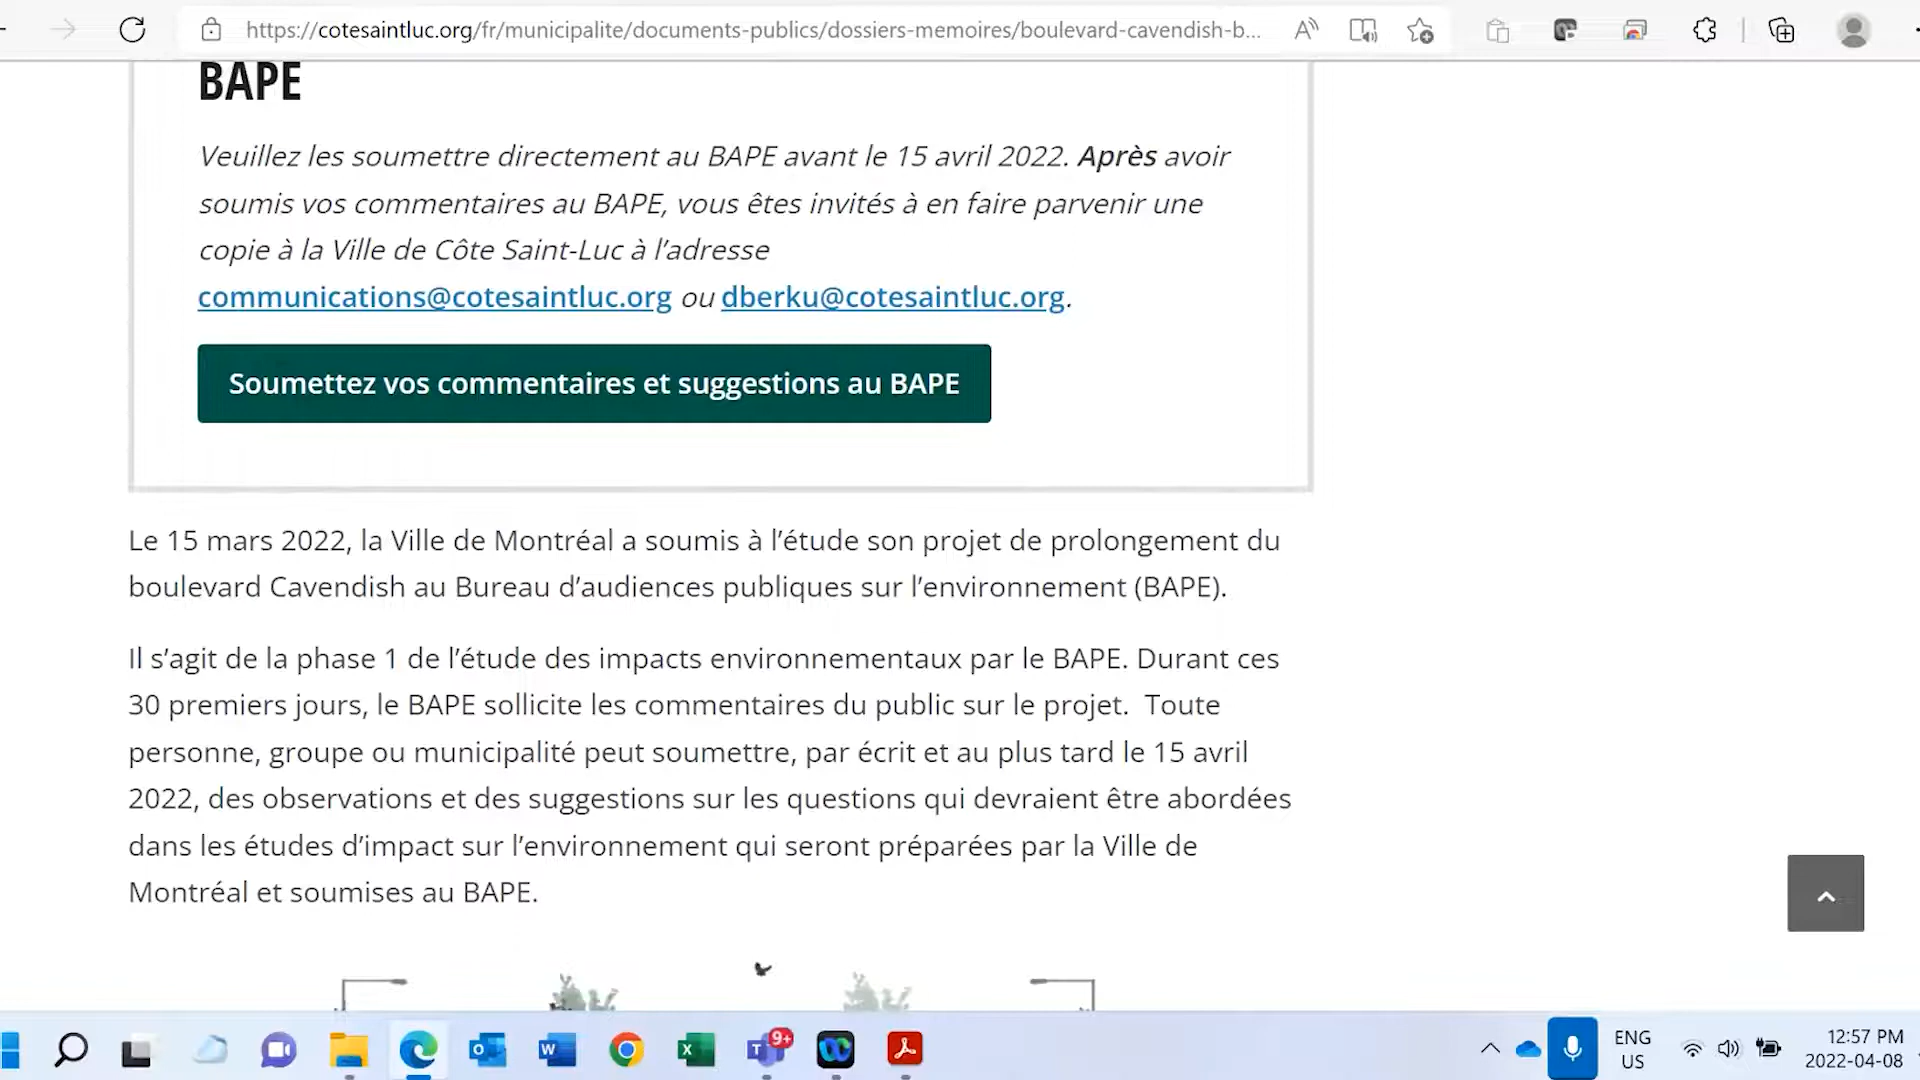 https://cotesaintluc.org/fr/municipalite/documents-publics/dossiers-memoires/boulevard-cavendish-b...
BAPE
Veuillez les soumettre directement au BAPE avant le 15 avril 2022. Après avoir
soumis vos commentaires au BAPE, vous êtes invités à en faire parvenir une
copie à la Ville de Côte Saint-Luc à l’adresse
communications@cotesaintluc.org ou dberku@cotesaintluc.org.
Soumettez vos commentaires et suggestions au BAPE
Le 15 mars 2022, la Ville de Montréal a soumis à l’étude son projet de prolongement du
boulevard Cavendish au Bureau d’audiences publiques sur l’environnement (BAPE).
Il s’agit de la phase 1 de l’étude des impacts environnementaux par le BAPE. Durant ces
30 premiers jours, le BAPE sollicite les commentaires du public sur le projet.  Toute
personne, groupe ou municipalité peut soumettre, par écrit et au plus tard le 15 avril
2022, des observations et des suggestions sur les questions qui devraient être abordées
dans les études d’impact sur l’environnement qui seront préparées par la Ville de
Montréal et soumises au BAPE.
9+
ENG
US
12:57 PM
2022-04-08